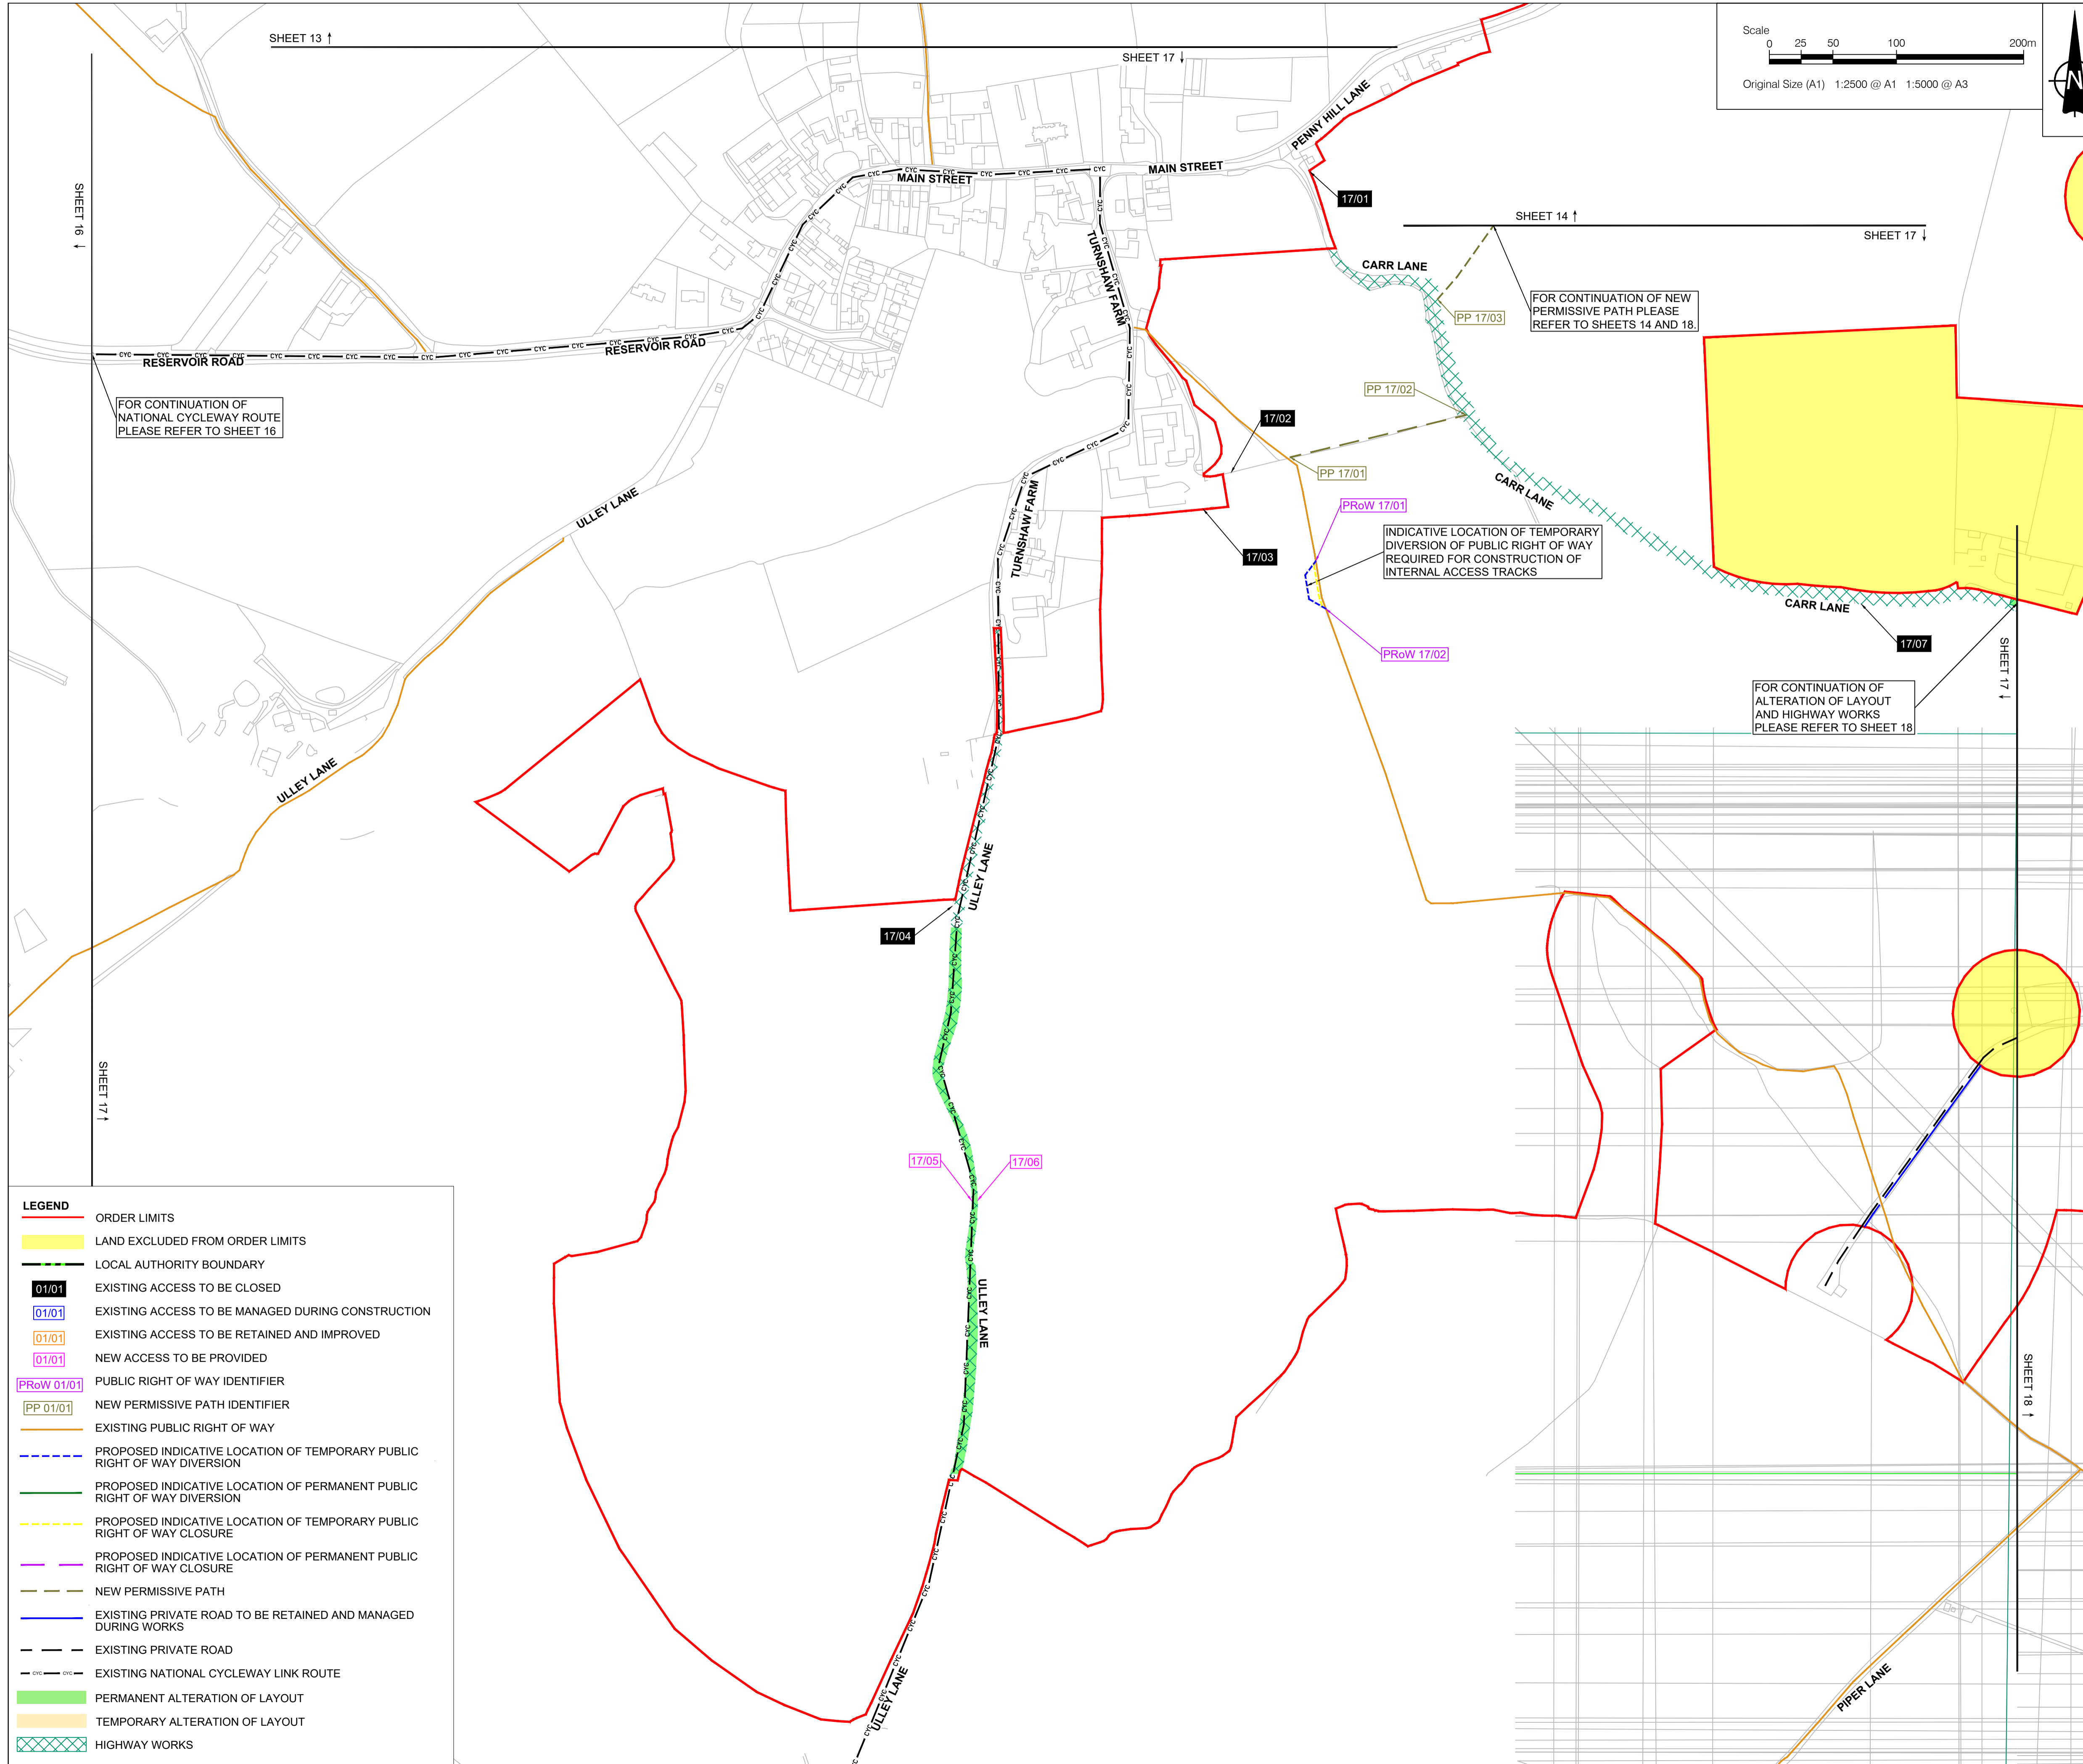 SHEET 13 ↑
SHEET 17 ↓
Scale
0 25 50 100 200m
Original Size (A1) 1:2500 @ A1 1:5000 @ A3
N
PENNY HILL LANE
MAIN STREET
MAIN STREET
17/01
SHEET 16 ↓
SHEET 14 ↑
SHEET 17 ↓
TURNSHAW FARM
CARR LANE
FOR CONTINUATION OF NEW
PERMISSIVE PATH PLEASE
REFER TO SHEETS 14 AND 18.
PP 17/03
RESERVOIR ROAD
RESERVOIR ROAD
FOR CONTINUATION OF
NATIONAL CYCLEWAY ROUTE
PLEASE REFER TO SHEET 16
PP 17/02
17/02
PP 17/01
CARR LANE
ULLEY LANE
TURNSHAW FARM
PRoW 17/01
INDICATIVE LOCATION OF TEMPORARY
DIVERSION OF PUBLIC RIGHT OF WAY
REQUIRED FOR CONSTRUCTION OF
INTERNAL ACCESS TRACKS
17/03
CARR LANE
17/07
PRoW 17/02
SHEET 17 ↓
FOR CONTINUATION OF
ALTERATION OF LAYOUT
AND HIGHWAY WORKS
PLEASE REFER TO SHEET 18
ULLEY LANE
ULLEY LANE
17/04
SHEET 17 ↑
17/05
17/06
ULLEY LANE
SHEET 18 ↑
PIPER LANE
ULLEY LANE
CYC
LEGEND
ORDER LIMITS
LAND EXCLUDED FROM ORDER LIMITS
LOCAL AUTHORITY BOUNDARY
01/01 EXISTING ACCESS TO BE CLOSED
01/01 EXISTING ACCESS TO BE MANAGED DURING CONSTRUCTION
01/01 EXISTING ACCESS TO BE RETAINED AND IMPROVED
01/01 NEW ACCESS TO BE PROVIDED
PRoW 01/01 PUBLIC RIGHT OF WAY IDENTIFIER
PP 01/01 NEW PERMISSIVE PATH IDENTIFIER
EXISTING PUBLIC RIGHT OF WAY
PROPOSED INDICATIVE LOCATION OF TEMPORARY PUBLIC
RIGHT OF WAY DIVERSION
PROPOSED INDICATIVE LOCATION OF PERMANENT PUBLIC
RIGHT OF WAY DIVERSION
PROPOSED INDICATIVE LOCATION OF TEMPORARY PUBLIC
RIGHT OF WAY CLOSURE
PROPOSED INDICATIVE LOCATION OF PERMANENT PUBLIC
RIGHT OF WAY CLOSURE
NEW PERMISSIVE PATH
EXISTING PRIVATE ROAD TO BE RETAINED AND MANAGED
DURING WORKS
EXISTING PRIVATE ROAD
CYC CYC EXISTING NATIONAL CYCLEWAY LINK ROUTE
PERMANENT ALTERATION OF LAYOUT
TEMPORARY ALTERATION OF LAYOUT
HIGHWAY WORKS